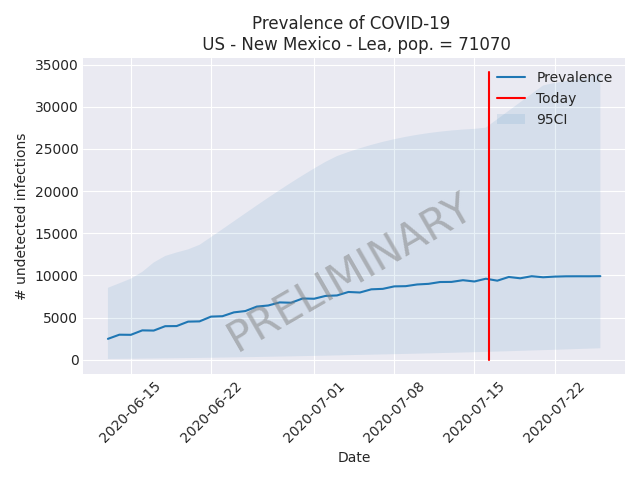 Prevalence of COVID-19
US - New Mexico - Lea, pop. = 71070
35000
30000
25000
20000
15000
10000
5000
0
# undetected infections
Prevalence
Today
95CI
PRELIMINARY
2020-06-15
2020-06-22
2020-07-01
2020-07-08
2020-07-15
2020-07-22
Date